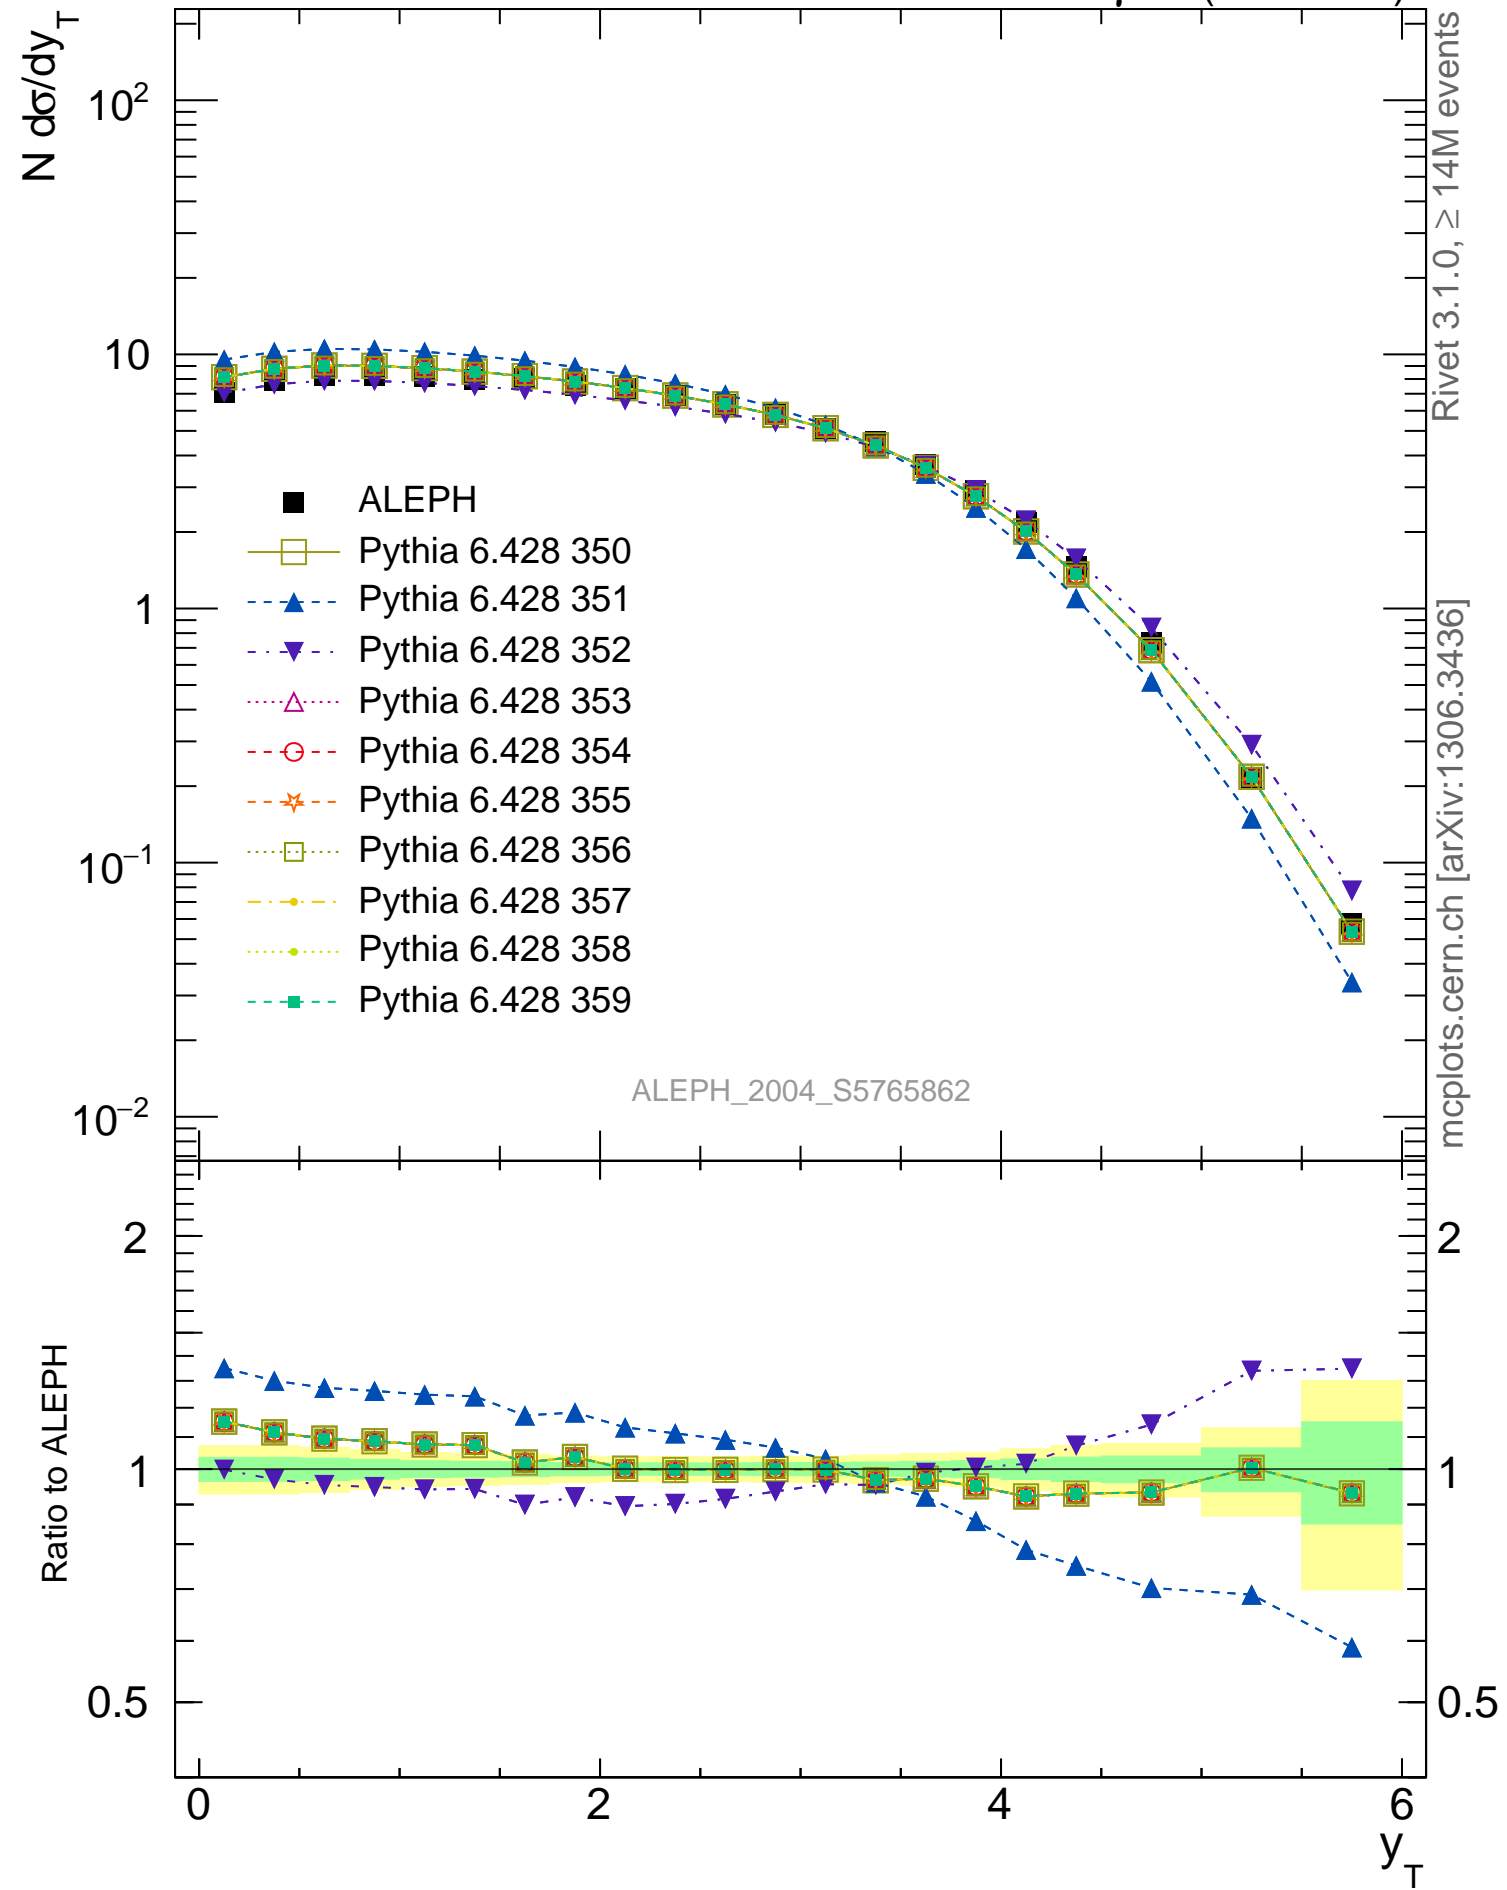 N dσ/dy_T
10²
10
1
10⁻¹
10⁻²
ALEPH
Pythia 6.428 350
Pythia 6.428 351
Pythia 6.428 352
Pythia 6.428 353
Pythia 6.428 354
Pythia 6.428 355
Pythia 6.428 356
Pythia 6.428 357
Pythia 6.428 358
Pythia 6.428 359
ALEPH_2004_S5765862
Rivet 3.1.0, ≥ 14M events
mcplots.cern.ch [arXiv:1306.3436]
Ratio to ALEPH
2
1
0.5
2
1
0.5
0
2
4
6
y_T